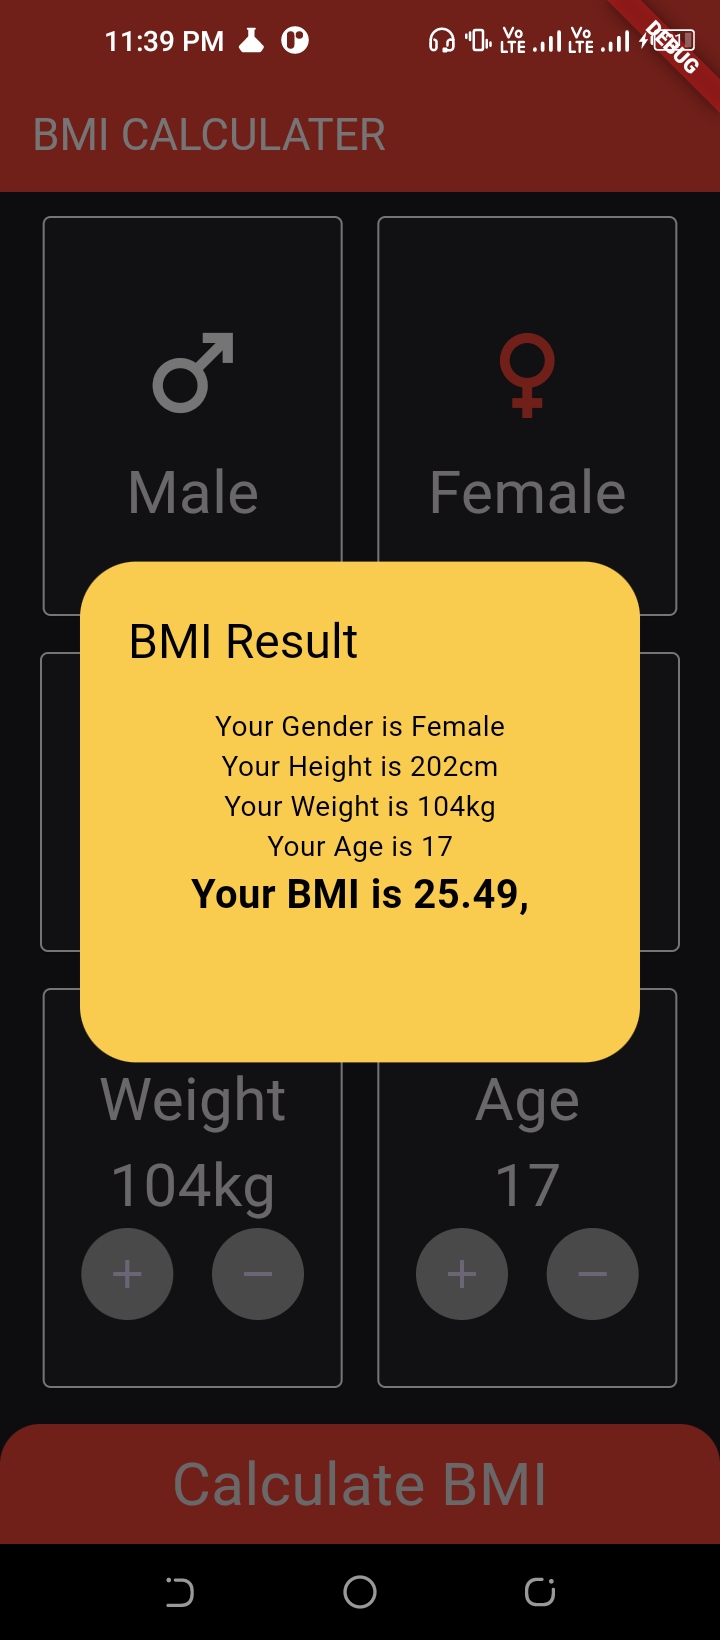 11:39 PM
Vo LTE Vo LTE
DEBUG
BMI CALCULATER
Male
Female
BMI Result
Your Gender is Female
Your Height is 202cm
Your Weight is 104kg
Your Age is 17
Your BMI is 25.49,
Weight
Age
104kg
17
Calculate BMI